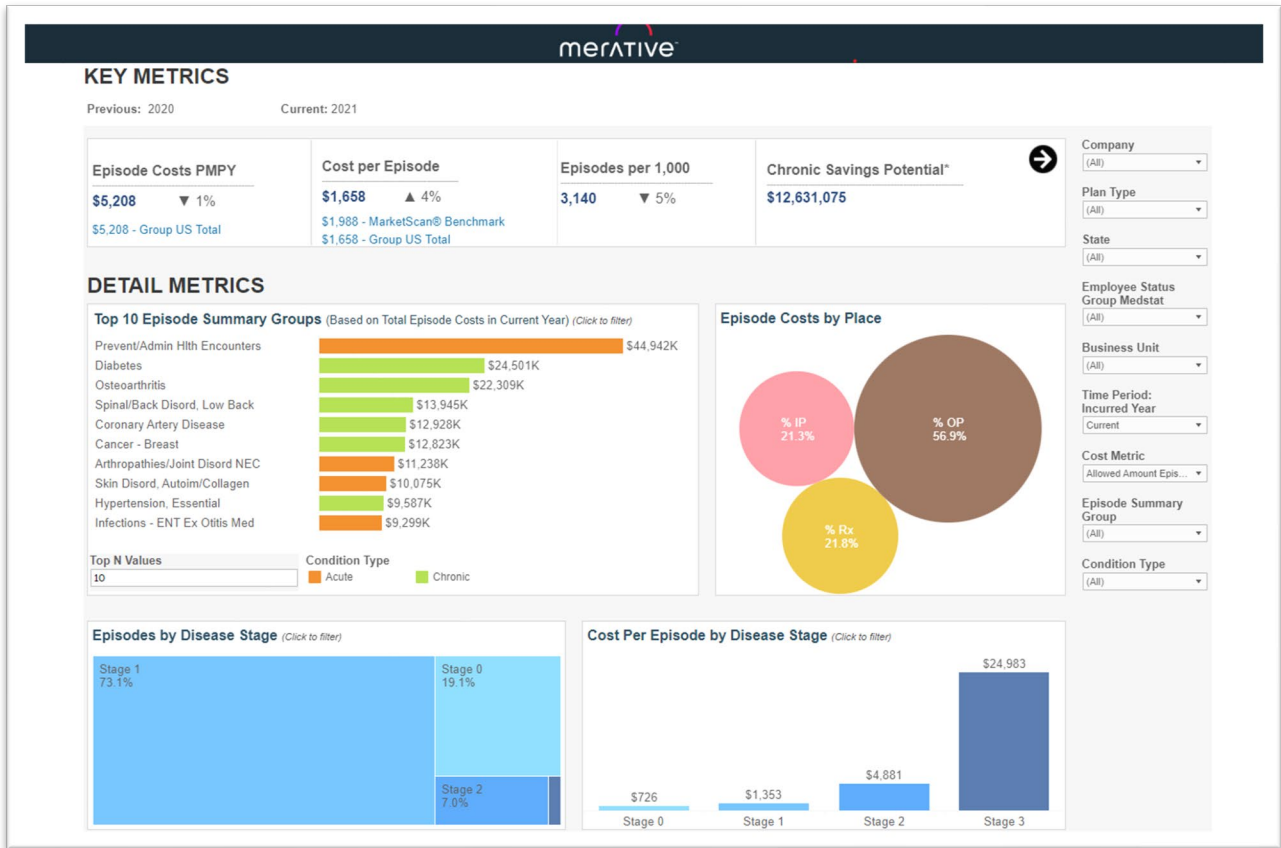 merative
KEY METRICS
Previous: 2020 Current: 2021
Episode Costs PMPY
$5,208 ▼ 1%
$5,208 - Group US Total
Cost per Episode
$1,658 ▲ 4%
$1,988 - MarketScan® Benchmark
$1,658 - Group US Total
Episodes per 1,000
3,140 ▼ 5%
Chronic Savings Potential*
$12,631,075
Company
(All)
Plan Type
(All)
State
(All)
Employee Status
Group Medstat
(All)
Business Unit
(All)
Time Period:
Incurred Year
Current
Cost Metric
Allowed Amount Epis...
Episode Summary
Group
(All)
Condition Type
(All)
DETAIL METRICS
Top 10 Episode Summary Groups (Based on Total Episode Costs in Current Year) (Click to filter)
Prevent/Admin Hlth Encounters $44,942K
Diabetes $24,501K
Osteoarthritis $22,309K
Spinal/Back Disord, Low Back $13,945K
Coronary Artery Disease $12,928K
Cancer - Breast $12,823K
Arthropathies/Joint Disord NEC $11,238K
Skin Disord, Autoim/Collagen $10,075K
Hypertension, Essential $9,587K
Infections - ENT Ex Otitis Med $9,299K
Top N Values
10
Condition Type
Acute Chronic
Episode Costs by Place
% IP
21.3%
% OP
56.9%
% Rx
21.8%
Episodes by Disease Stage (Click to filter)
Stage 1
73.1%
Stage 0
19.1%
Stage 2
7.0%
Cost Per Episode by Disease Stage (Click to filter)
$726 $1,353 $4,881 $24,983
Stage 0 Stage 1 Stage 2 Stage 3